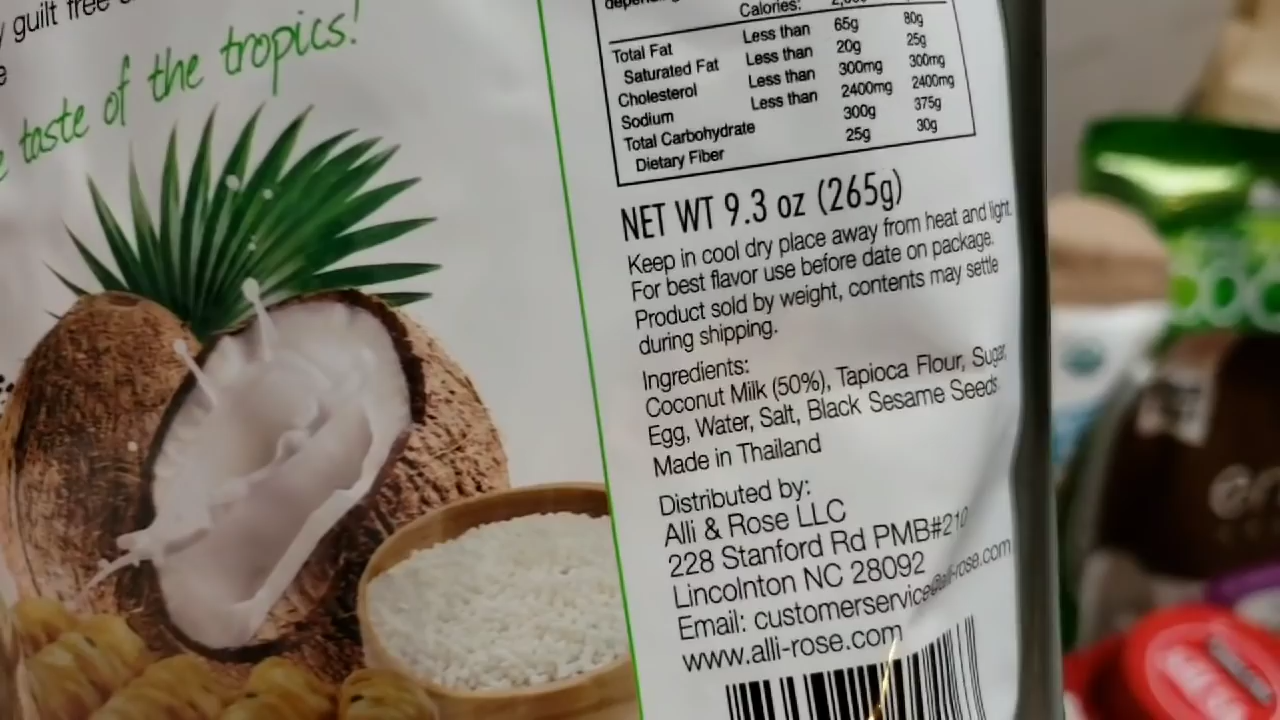 guilt free
taste of the tropics!
Calories:
Total Fat Less than 65g 80g
Saturated Fat Less than 20g 25g
Cholesterol Less than 300mg 300mg
Sodium Less than 2400mg 2400mg
Total Carbohydrate 300g 375g
Dietary Fiber 25g 30g
NET WT 9.3 oz (265g)
Keep in cool dry place away from heat and light.
For best flavor use before date on package.
Product sold by weight, contents may settle
during shipping.
Ingredients:
Coconut Milk (50%), Tapioca Flour, Sugar,
Egg, Water, Salt, Black Sesame Seeds
Made in Thailand
Distributed by:
Alli & Rose LLC
228 Stanford Rd PMB#210
Lincolnton NC 28092
Email: customerservice@alli-rose.com
www.alli-rose.com